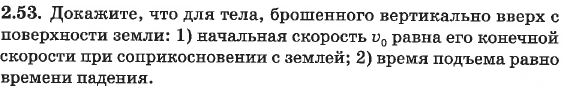 2.53. Докажите, что для тела, брошенного вертикально вверх с
поверхности земли: 1) начальная скорость v₀ равна его конечной
скорости при соприкосновении с землей; 2) время подъема равно
времени падения.